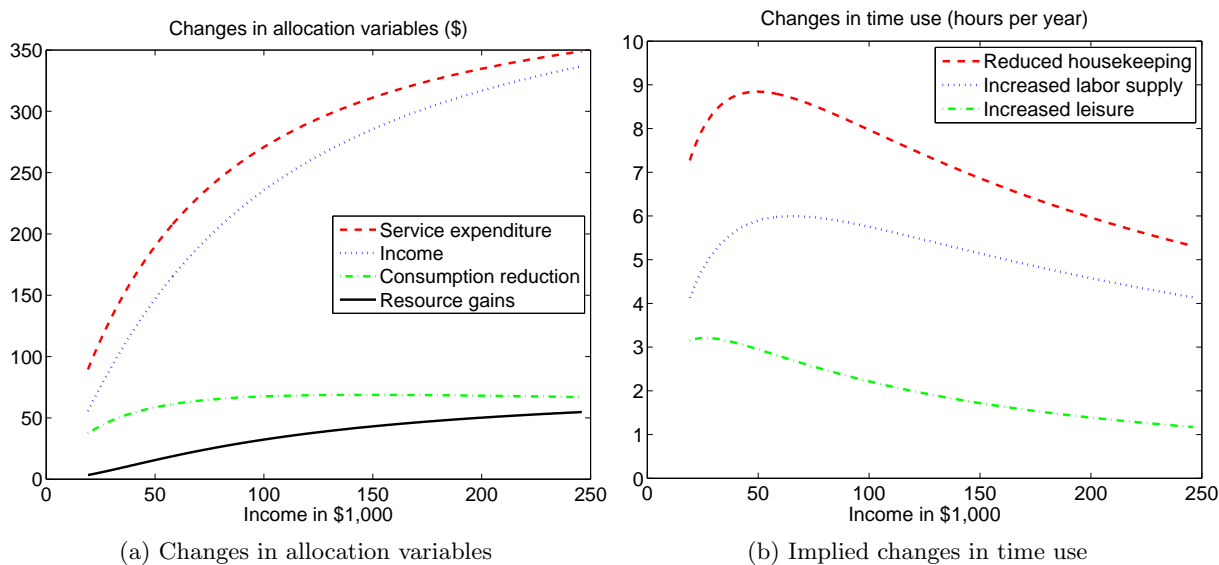 Changes in allocation variables ($)
350
300
250
200
150
100
50
0
Service expenditure
Income
Consumption reduction
Resource gains
0 50 100 150 200 250
Income in $1,000
(a) Changes in allocation variables
Changes in time use (hours per year)
10
9
8
7
6
5
4
3
2
1
0
Reduced housekeeping
Increased labor supply
Increased leisure
0 50 100 150 200 250
Income in $1,000
(b) Implied changes in time use